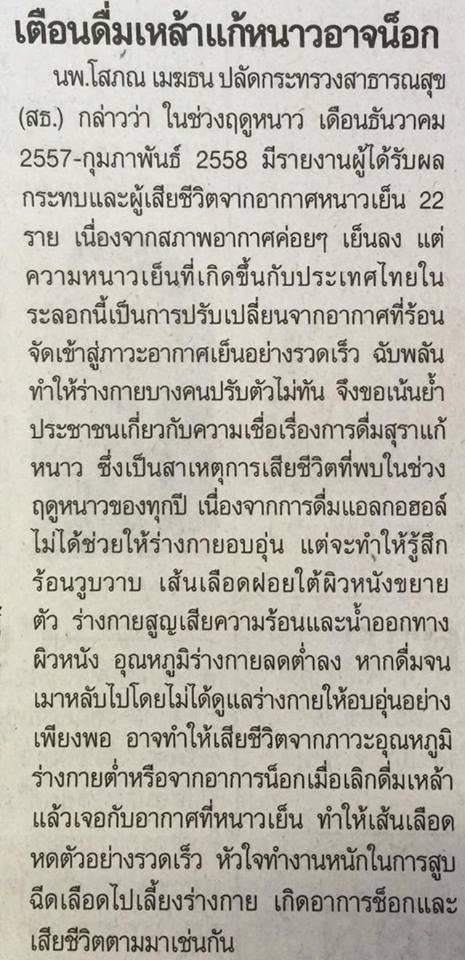 เตือนดื่มเหล้าแก้หนาวอาจน็อก
นพ.โสภณ เมฆธน ปลัดกระทรวงสาธารณสุข
(สธ.) กล่าวว่า ในช่วงฤดูหนาว เดือนธันวาคม
2557-กุมภาพันธ์ 2558 มีรายงานผู้ได้รับผล
กระทบและผู้เสียชีวิตจากอากาศหนาวเย็น 22
ราย เนื่องจากสภาพอากาศค่อยๆ เย็นลง แต่
ความหนาวเย็นที่เกิดขึ้นกับประเทศไทยใน
ระลอกนี้เป็นการปรับเปลี่ยนจากอากาศที่ร้อน
จัดเข้าสู่ภาวะอากาศเย็นอย่างรวดเร็ว ฉับพลัน
ทำให้ร่างกายบางคนปรับตัวไม่ทัน จึงขอเน้นย้ำ
ประชาชนเกี่ยวกับความเชื่อเรื่องการดื่มสุราแก้
หนาว ซึ่งเป็นสาเหตุการเสียชีวิตที่พบในช่วง
ฤดูหนาวของทุกปี เนื่องจากการดื่มแอลกอฮอล์
ไม่ได้ช่วยให้ร่างกายอบอุ่น แต่จะทำให้รู้สึก
ร้อนวูบวาบ เส้นเลือดฝอยใต้ผิวหนังขยาย
ตัว ร่างกายสูญเสียความร้อนและน้ำออกทาง
ผิวหนัง อุณหภูมิร่างกายลดต่ำลง หากดื่มจน
เมาหลับไปโดยไม่ได้ดูแลร่างกายให้อบอุ่นอย่าง
เพียงพอ อาจทำให้เสียชีวิตจากภาวะอุณหภูมิ
ร่างกายต่ำหรือจากอาการน็อกเมื่อเลิกดื่มเหล้า
แล้วเจอกับอากาศที่หนาวเย็น ทำให้เส้นเลือด
หดตัวอย่างรวดเร็ว หัวใจทำงานหนักในการสูบ
ฉีดเลือดไปเลี้ยงร่างกาย เกิดอาการช็อกและ
เสียชีวิตตามมาเช่นกัน